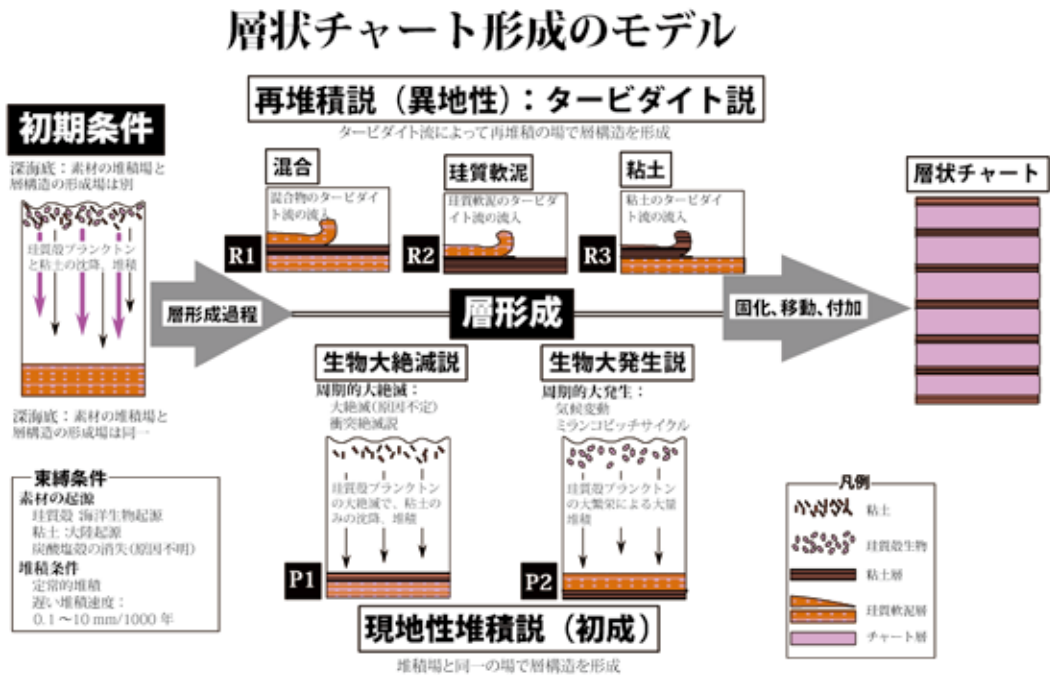 層状チャート形成のモデル
再堆積説（異地性）：タービダイト説
タービダイト流によって再堆積の場で層構造を形成
初期条件
深海底：素材の堆積場と
層構造の形成場は別
珪質殻プランクトン
と粘土の沈降、堆積
深海底：素材の堆積場と
層構造の形成場は同一
混合
混合物のタービダ
イト流の流入
R1
珪質軟泥
珪質軟泥のタービダ
イト流の流入
R2
粘土
粘土のタービダ
イト流の流入
R3
層形成過程
層形成
固化、移動、付加
層状チャート
生物大絶滅説
周期的大絶滅：
大絶滅(原因不定)
衝突絶滅説
珪質殻プランクトン
の大絶滅で、粘土の
みの沈降、堆積
P1
生物大発生説
周期的大発生：
気候変動
ミランコビッチサイクル
珪質殻プランクトン
の大繁栄による大量
堆積
P2
現地性堆積説（初成）
堆積場と同一の場で層構造を形成
束縛条件
素材の起源
珪質殻：海洋生物起源
粘土：大陸起源
炭酸塩殻の消失(原因不明)
堆積条件
定常的堆積
遅い堆積速度：
0.1～10 mm/1000 年
凡例
粘土
珪質殻生物
粘土層
珪質軟泥層
チャート層